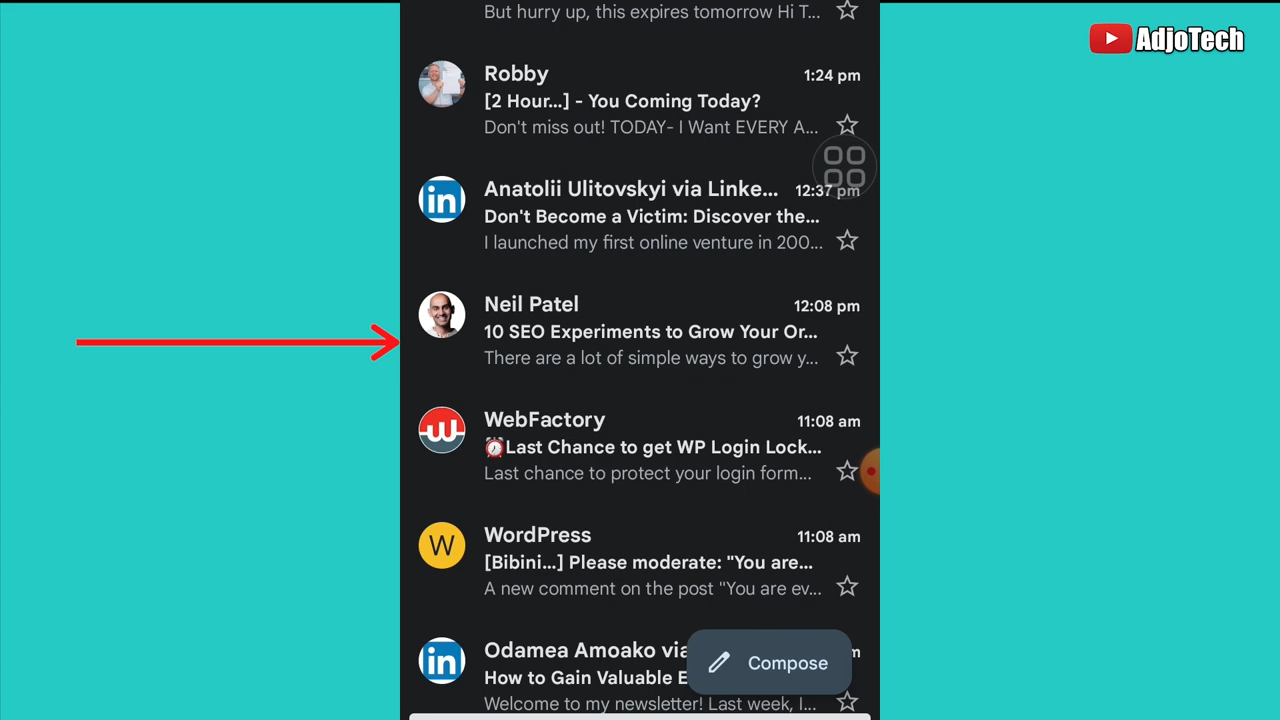 But hurry up, this expires tomorrow Hi T...
AdjoTech
Robby
1:24 pm
[2 Hour...] - You Coming Today?
Don't miss out! TODAY- I Want EVERY A...
Anatolii Ulitovskyi via Linke...
12:37 pm
Don't Become a Victim: Discover the...
I launched my first online venture in 200...
Neil Patel
12:08 pm
10 SEO Experiments to Grow Your Or...
There are a lot of simple ways to grow y...
WebFactory
11:08 am
⏰Last Chance to get WP Login Lock...
Last chance to protect your login form...
W
WordPress
11:08 am
[Bibini...] Please moderate: "You are...
A new comment on the post "You are ev...
in
Odamea Amoako via
How to Gain Valuable E
Compose
Welcome to my newsletter! Last week, I...